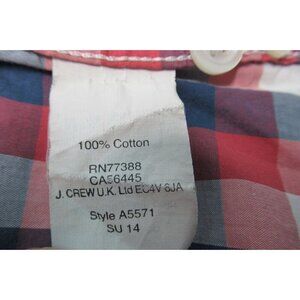 100% Cotton
RN77388
CA56445
J. CREW U.K. Ltd EC4V 6JA
Style A5571
SU 14